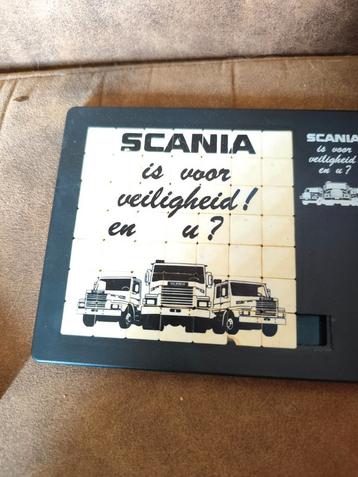 SCANIA
is voor
veiligheid!
en u?
SCANIA
is voor
veiligheid
en u?